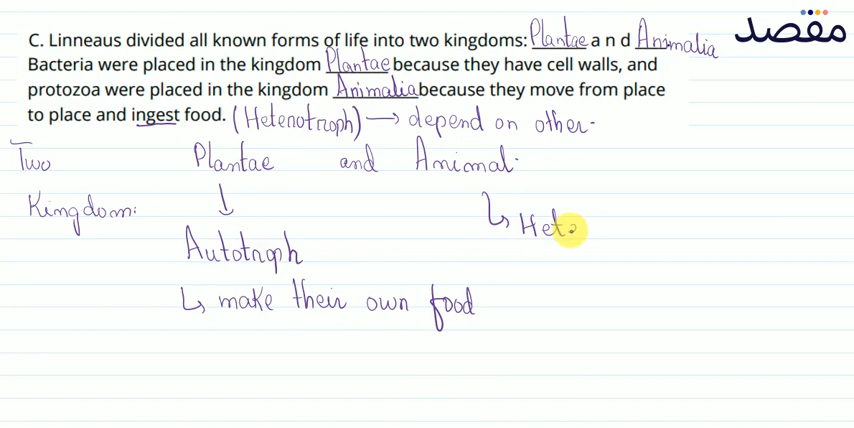 مقصد
C. Linneaus divided all known forms of life into two kingdoms: Plantae a n d Animalia
Bacteria were placed in the kingdom Plantae because they have cell walls, and
protozoa were placed in the kingdom Animalia because they move from place
to place and ingest food. (Hetenotroph) → depend on other.
Two Plantae and Animal.
Kingdom: ↓ ↳ Hete
Autotroph
↳ make their own food